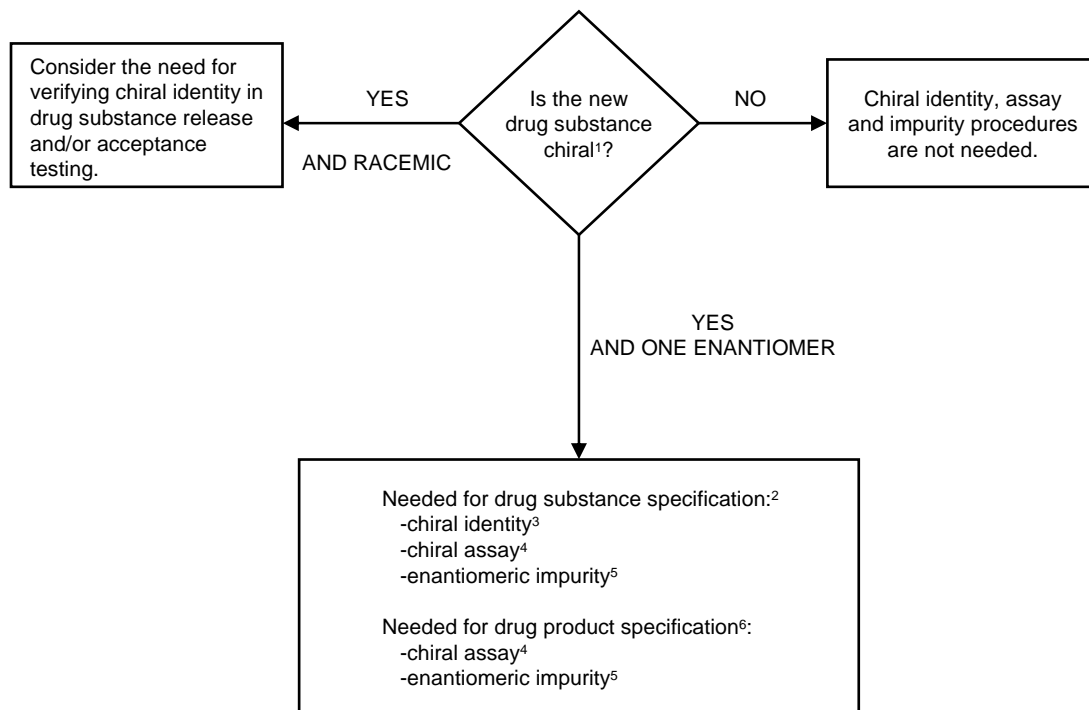 Consider the need for
verifying chiral identity in
drug substance release
and/or acceptance
testing.
YES
AND RACEMIC
Is the new
drug substance
chiral¹?
NO
Chiral identity, assay
and impurity procedures
are not needed.
YES
AND ONE ENANTIOMER
Needed for drug substance specification:²
-chiral identity³
-chiral assay⁴
-enantiomeric impurity⁵
Needed for drug product specification⁶:
-chiral assay⁴
-enantiomeric impurity⁵